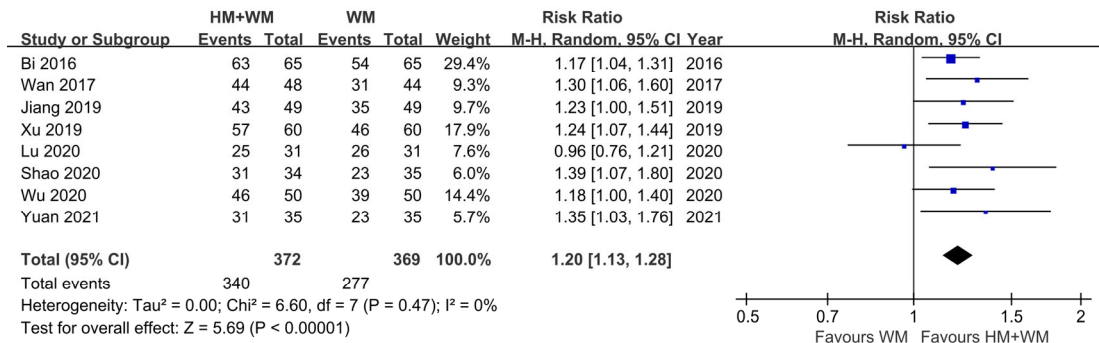 HM+WM WM Risk Ratio Risk Ratio
Study or Subgroup Events Total Events Total Weight M-H, Random, 95% CI Year M-H, Random, 95% CI
Bi 2016 63 65 54 65 29.4% 1.17 [1.04, 1.31] 2016
Wan 2017 44 48 31 44 9.3% 1.30 [1.06, 1.60] 2017
Jiang 2019 43 49 35 49 9.7% 1.23 [1.00, 1.51] 2019
Xu 2019 57 60 46 60 17.9% 1.24 [1.07, 1.44] 2019
Lu 2020 25 31 26 31 7.6% 0.96 [0.76, 1.21] 2020
Shao 2020 31 34 23 35 6.0% 1.39 [1.07, 1.80] 2020
Wu 2020 46 50 39 50 14.4% 1.18 [1.00, 1.40] 2020
Yuan 2021 31 35 23 35 5.7% 1.35 [1.03, 1.76] 2021
Total (95% CI) 372 369 100.0% 1.20 [1.13, 1.28]
Total events 340 277
Heterogeneity: Tau² = 0.00; Chi² = 6.60, df = 7 (P = 0.47); I² = 0%
Test for overall effect: Z = 5.69 (P < 0.00001)
0.5 0.7 1 1.5 2
Favours WM Favours HM+WM